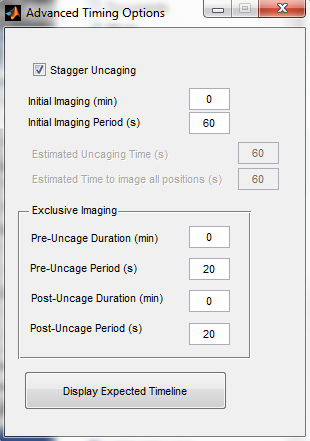 Advanced Timing Options
Stagger Uncaging
Initial Imaging (min) 0
Initial Imaging Period (s) 60
Estimated Uncaging Time (s) 60
Estimated Time to image all positions (s) 60
Exclusive Imaging
Pre-Uncage Duration (min) 0
Pre-Uncage Period (s) 20
Post-Uncage Duration (min) 0
Post-Uncage Period (s) 20
Display Expected Timeline